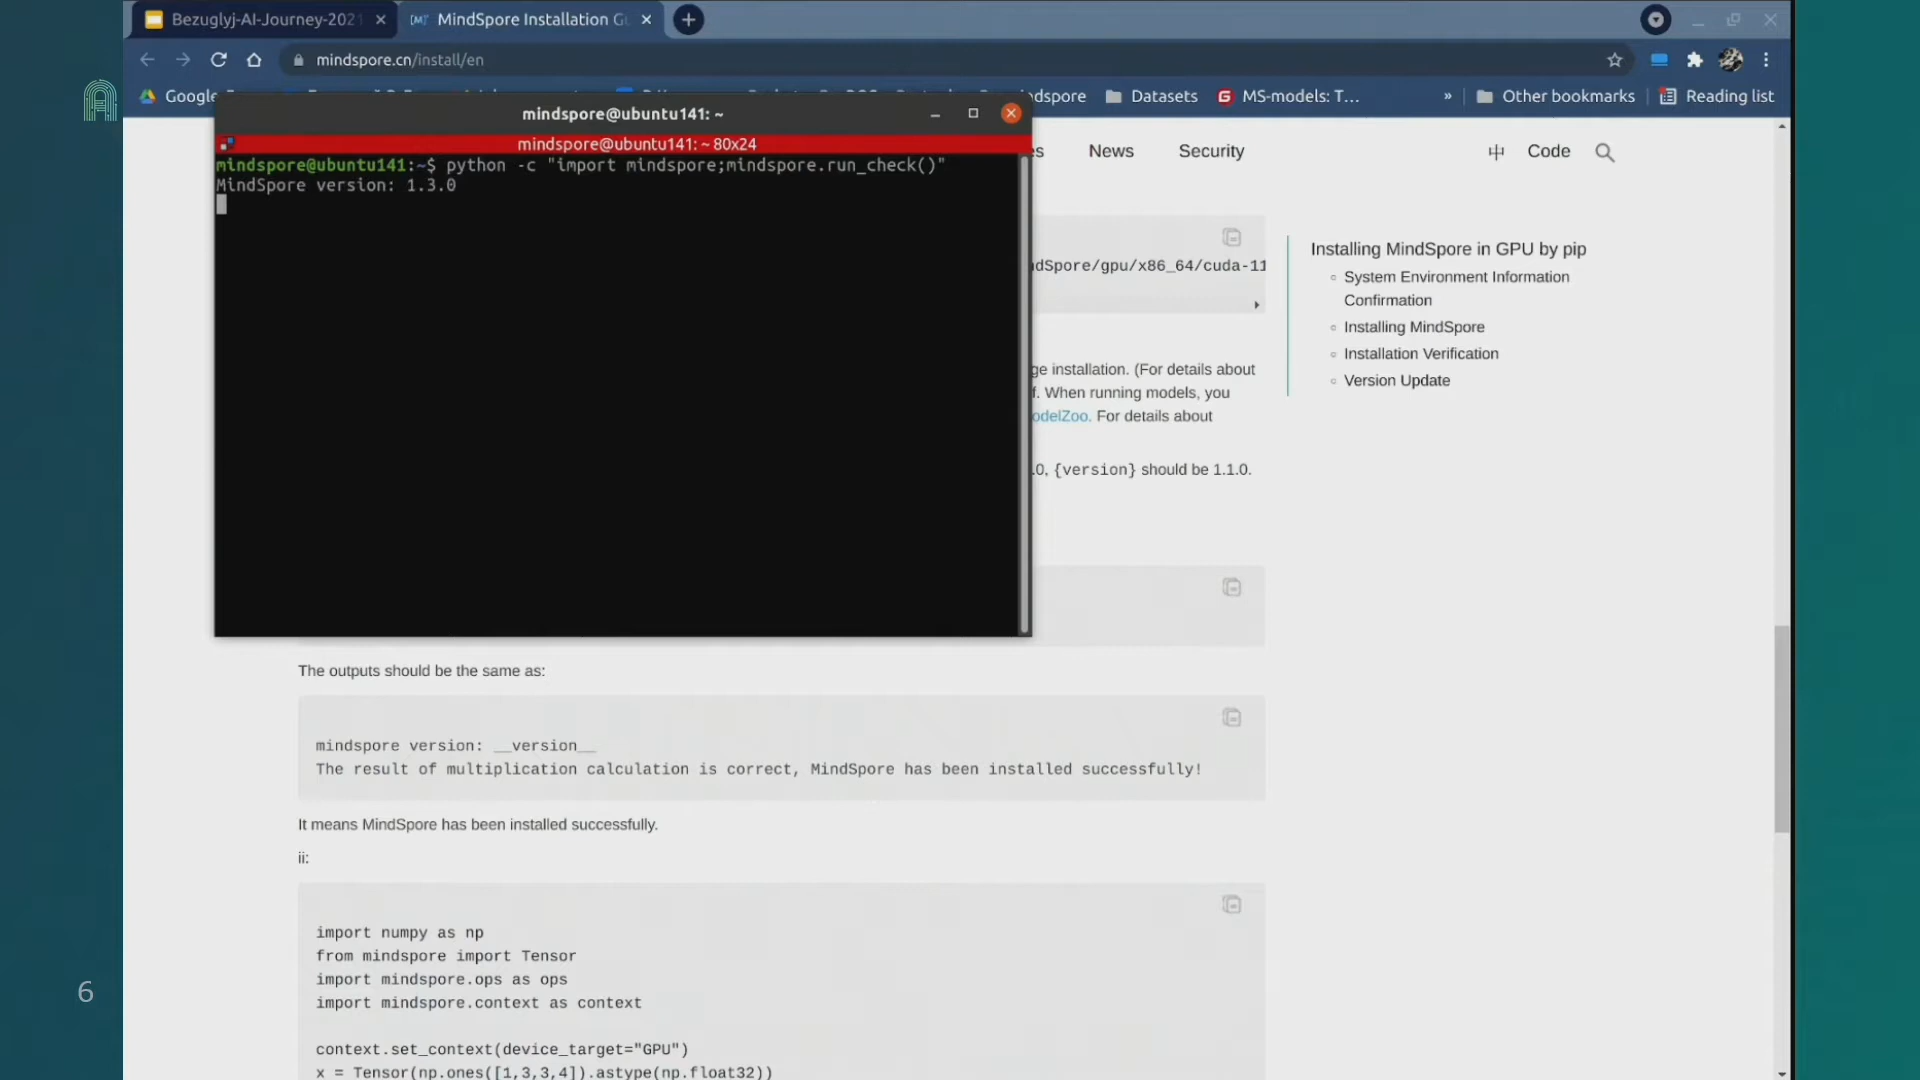 Bezuglyj-AI-Journey-2021
MindSpore Installation Gu
mindspore.cn/install/en
Google
dspore
Datasets
MS-models: T...
»
Other bookmarks
Reading list
mindspore@ubuntu141: ~
mindspore@ubuntu141: ~ 80x24
mindspore@ubuntu141:~$ python -c "import mindspore;mindspore.run_check()"
MindSpore version: 1.3.0
es
News
Security
中
Code
dSpore/gpu/x86_64/cuda-11
Installing MindSpore in GPU by pip
System Environment Information
Confirmation
Installing MindSpore
Installation Verification
Version Update
ge installation. (For details about
f. When running models, you
odelZoo. For details about
.0, {version} should be 1.1.0.
The outputs should be the same as:
mindspore version: __version__
The result of multiplication calculation is correct, MindSpore has been installed successfully!
It means MindSpore has been installed successfully.
ii:
import numpy as np
from mindspore import Tensor
import mindspore.ops as ops
import mindspore.context as context
context.set_context(device_target="GPU")
x = Tensor(np.ones([1,3,3,4]).astype(np.float32))
6